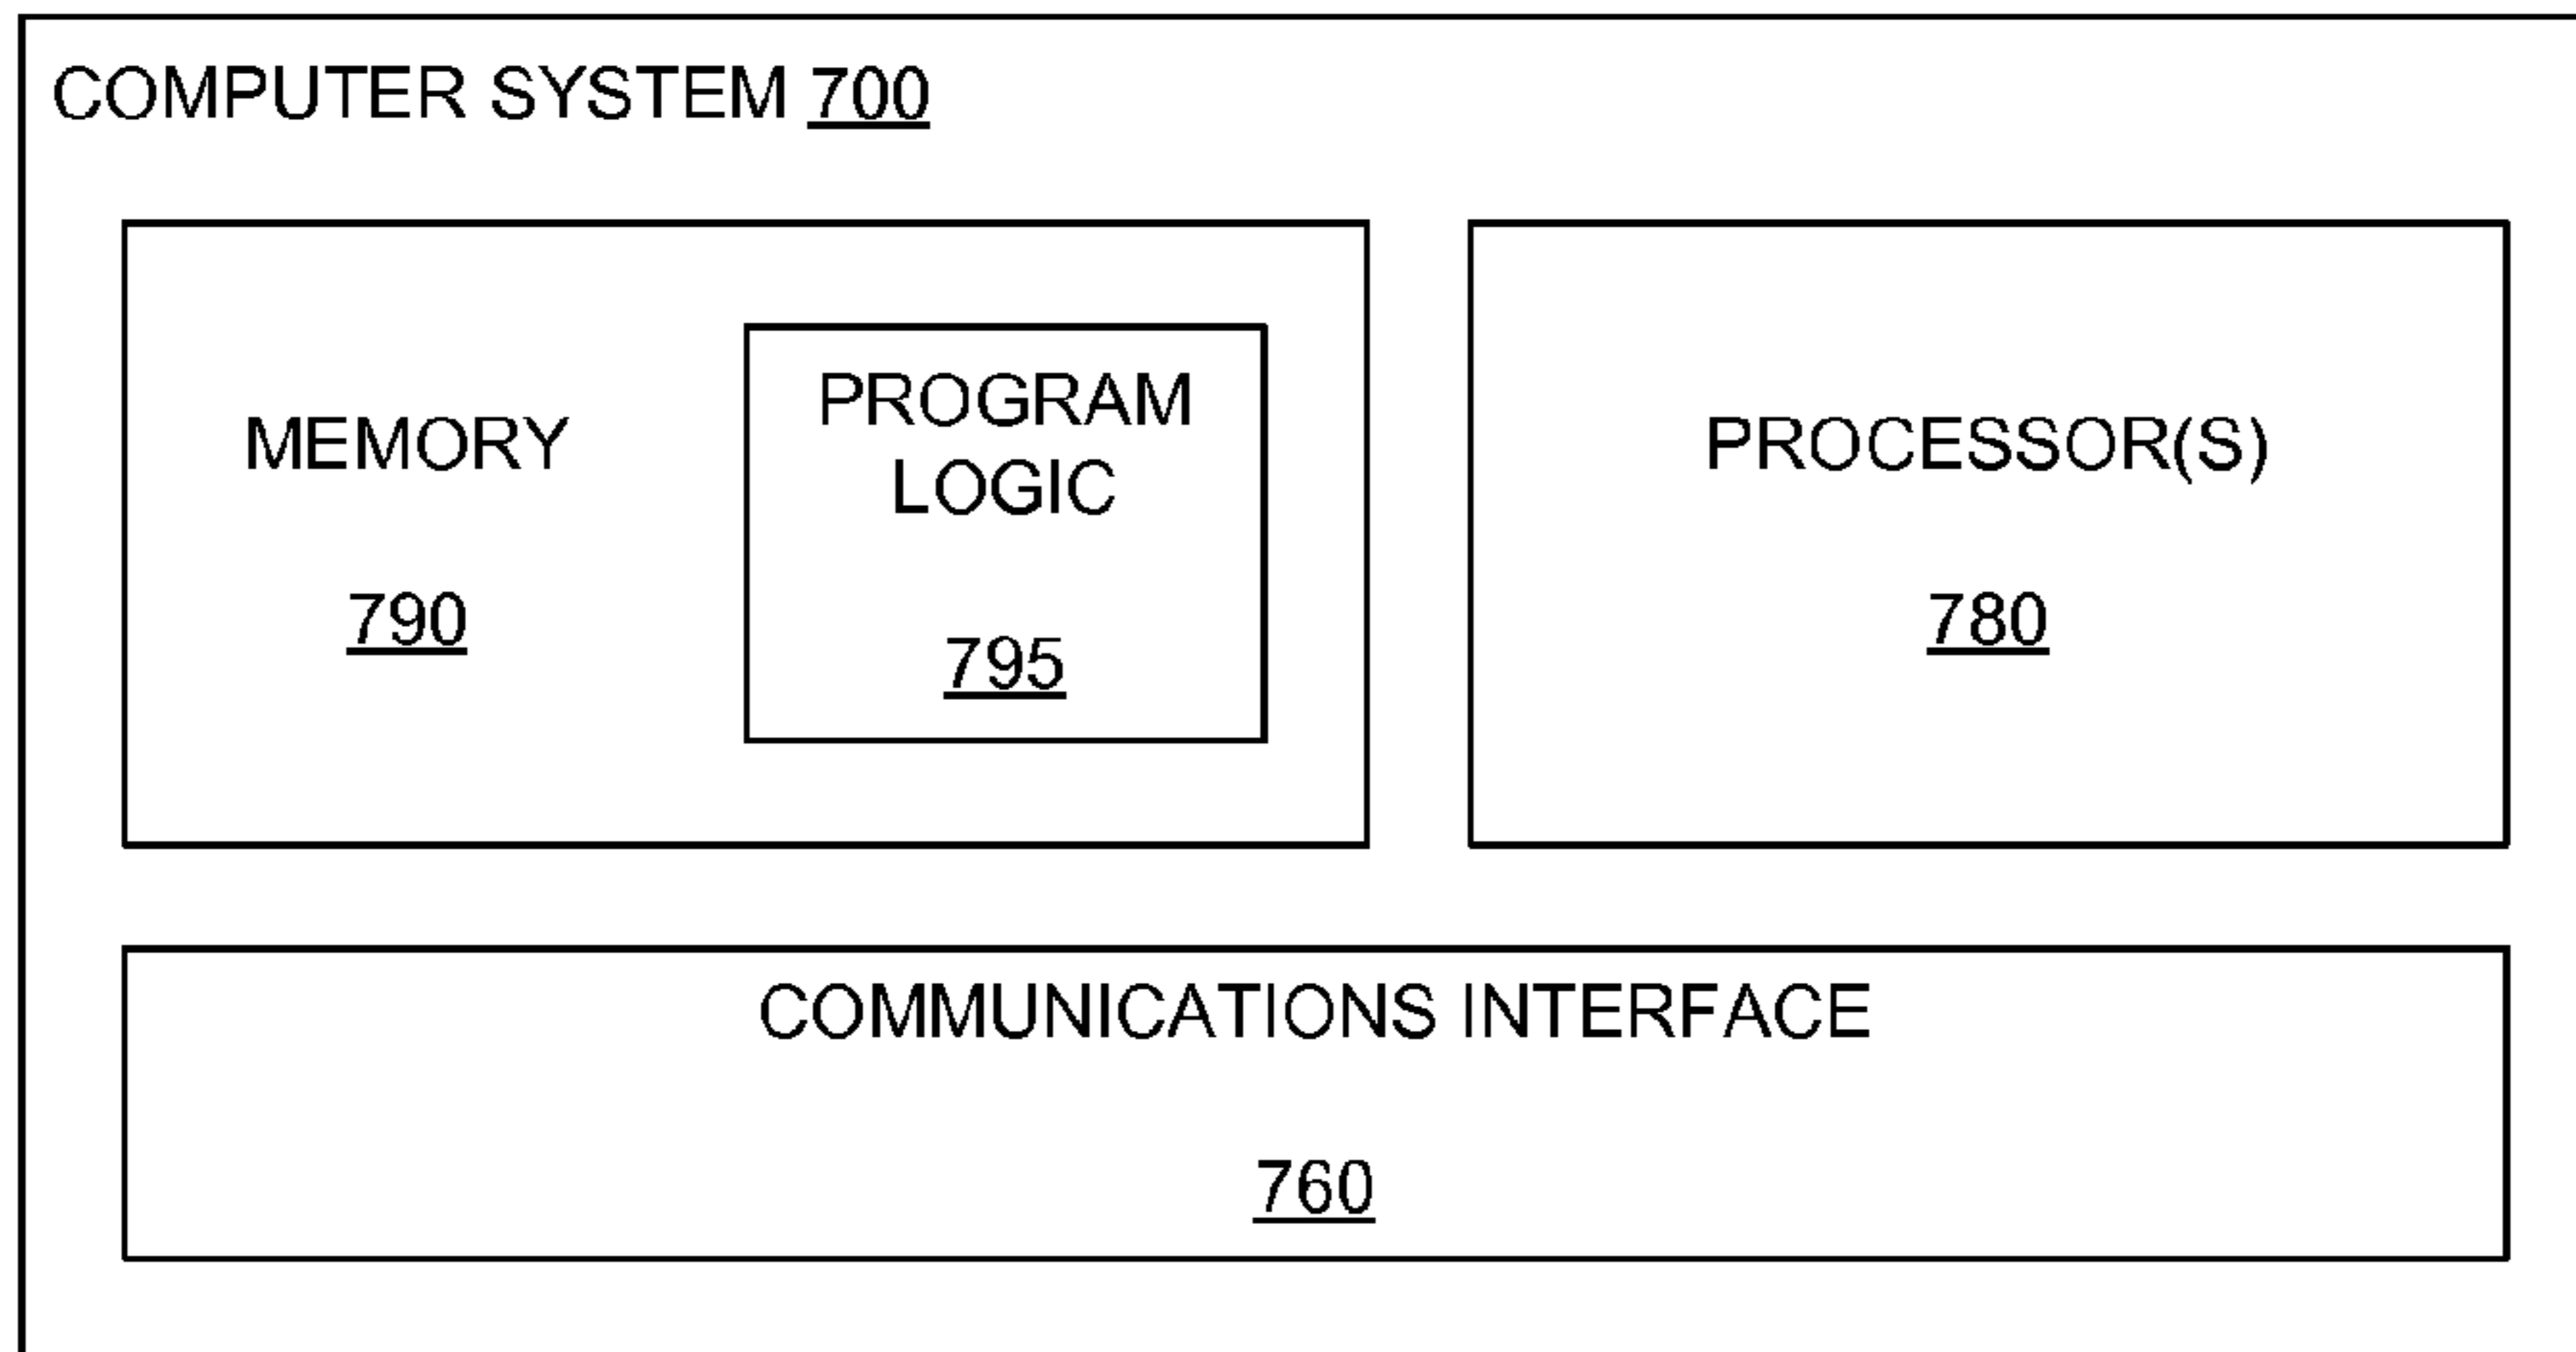 COMPUTER SYSTEM 700
MEMORY
790
PROGRAM
LOGIC
795
PROCESSOR(S)
780
COMMUNICATIONS INTERFACE
760